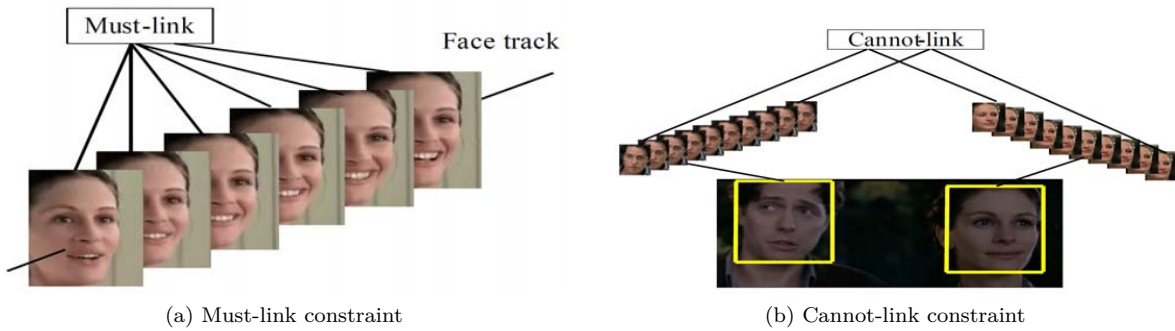 Must-link
Face track
Cannot-link
(a) Must-link constraint
(b) Cannot-link constraint